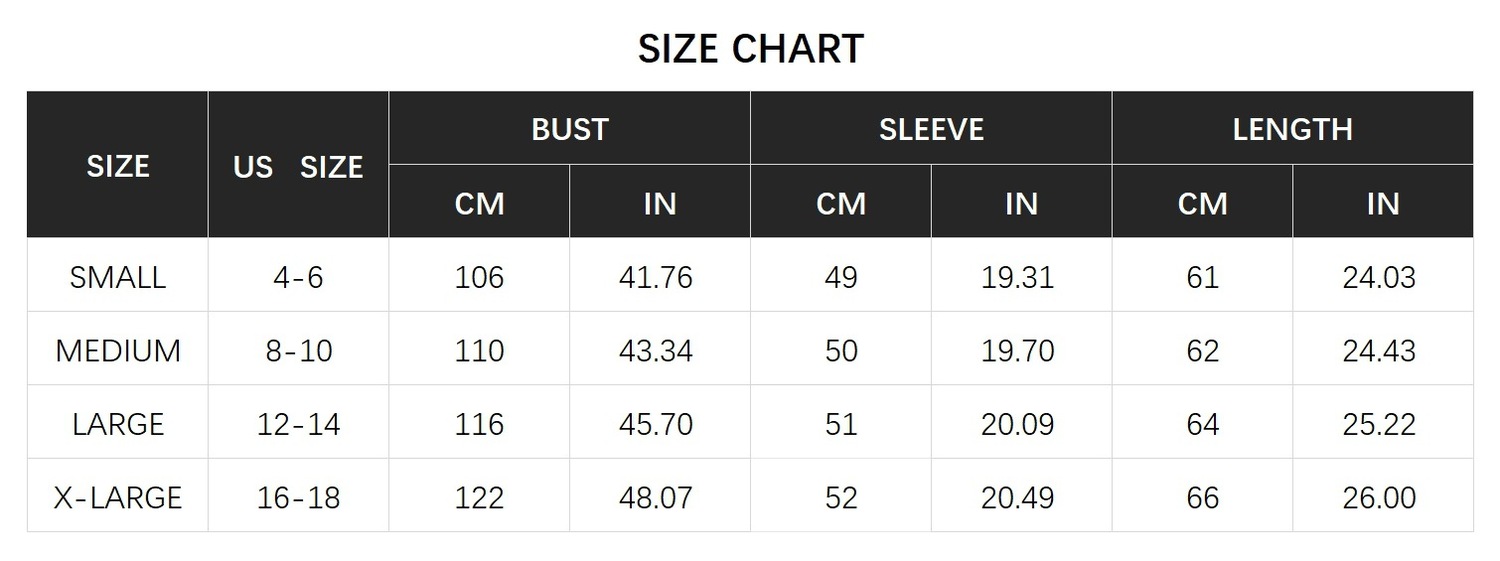 SIZE CHART
SIZE US SIZE BUST SLEEVE LENGTH
CM IN CM IN CM IN
SMALL 4-6 106 41.76 49 19.31 61 24.03
MEDIUM 8-10 110 43.34 50 19.70 62 24.43
LARGE 12-14 116 45.70 51 20.09 64 25.22
X-LARGE 16-18 122 48.07 52 20.49 66 26.00